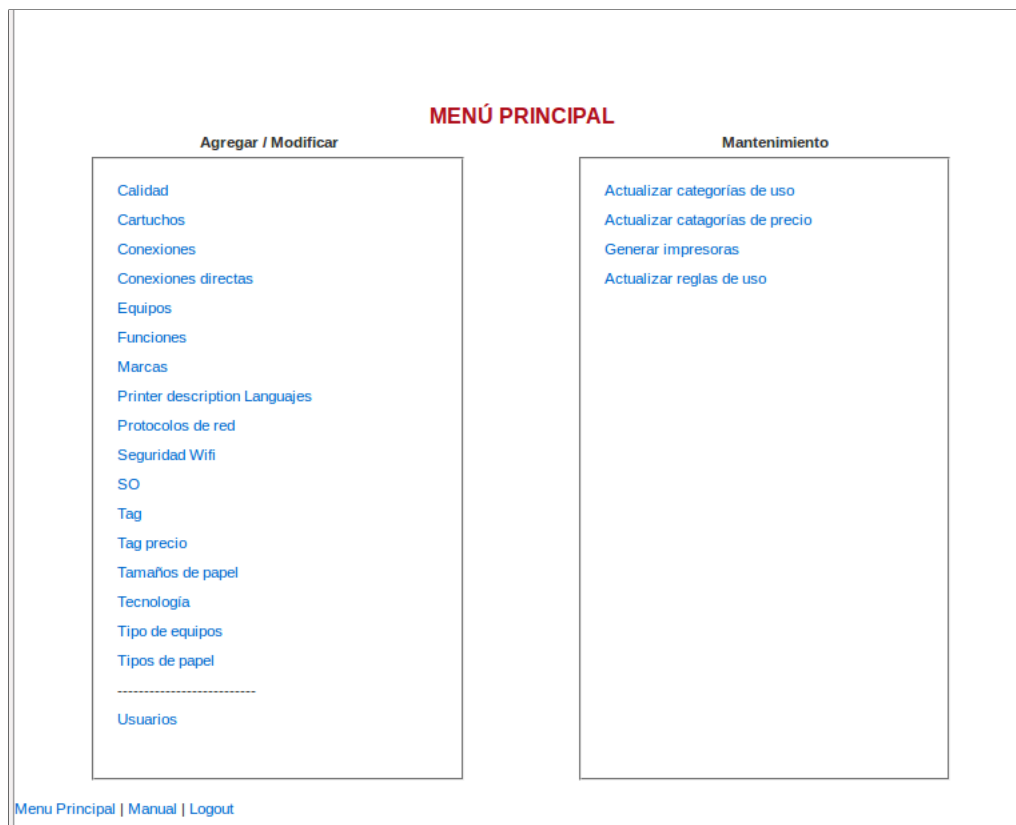 MENÚ PRINCIPAL
Agregar / Modificar
Calidad
Cartuchos
Conexiones
Conexiones directas
Equipos
Funciones
Marcas
Printer description Languajes
Protocolos de red
Seguridad Wifi
SO
Tag
Tag precio
Tamaños de papel
Tecnología
Tipo de equipos
Tipos de papel
--------------------------
Usuarios
Mantenimiento
Actualizar categorías de uso
Actualizar catagorías de precio
Generar impresoras
Actualizar reglas de uso
Menu Principal | Manual | Logout